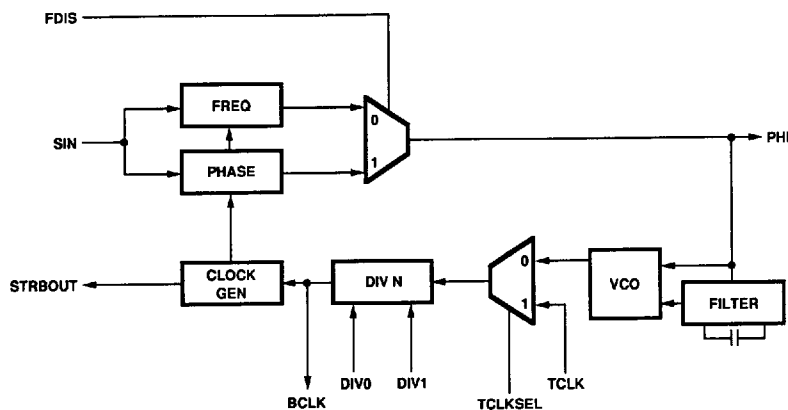 FDIS
FREQ
0
SIN
PHI
PHASE
1
CLOCK
GEN
STRBOUT
DIV N
0
1
VCO
FILTER
BCLK
DIV0
DIV1
TCLKSEL
TCLK